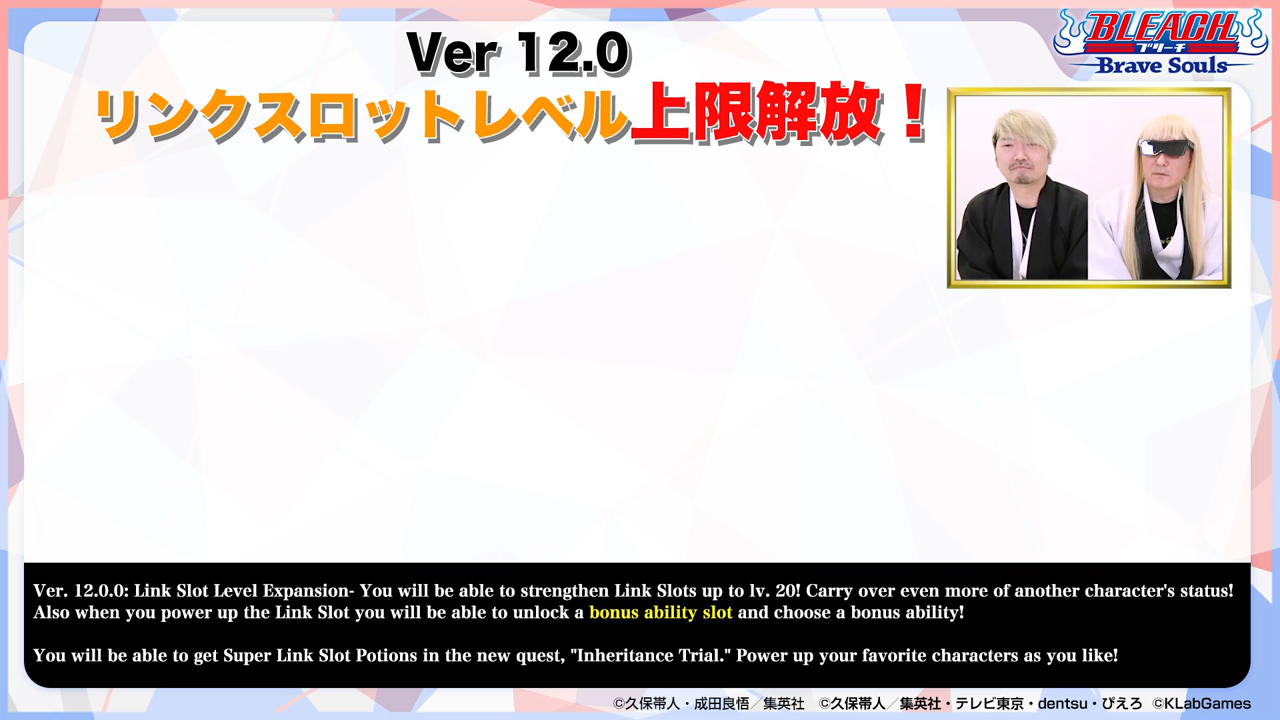 BLEACH
ブリーチ
Brave Souls
Ver 12.0
リンクスロットレベル上限解放！
Ver. 12.0.0: Link Slot Level Expansion- You will be able to strengthen Link Slots up to lv. 20! Carry over even more of another character's status!
Also when you power up the Link Slot you will be able to unlock a bonus ability slot and choose a bonus ability!
You will be able to get Super Link Slot Potions in the new quest, "Inheritance Trial." Power up your favorite characters as you like!
©久保帯人・成田良悟／集英社 ©久保帯人／集英社・テレビ東京・dentsu・ぴえろ ©KLabGames